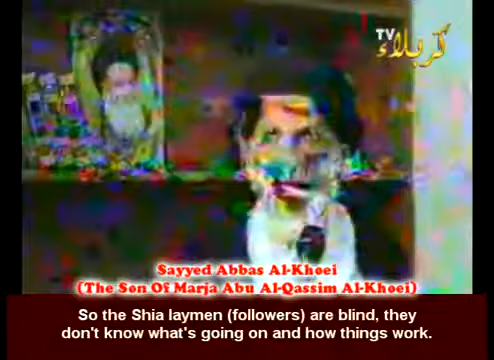 TV
كربلاء
Sayyed Abbas Al-Khoei
(The Son Of Marja Abu Al-Qassim Al-Khoei)
So the Shia laymen (followers) are blind, they
don't know what's going on and how things work.